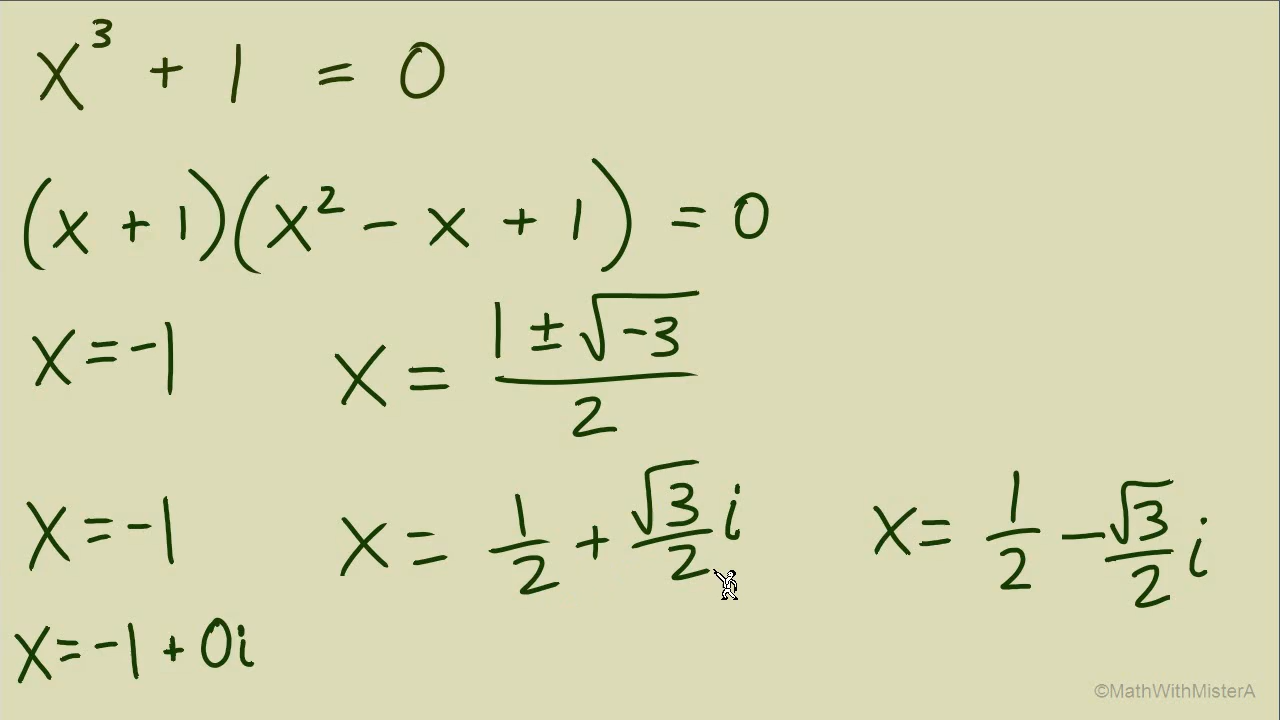 x³ + 1 = 0
(x + 1)(x² - x + 1) = 0
x = -1    x = (1 ± √-3)/2
x = -1    x = 1/2 + √3/2 i    x = 1/2 - √3/2 i
x = -1 + 0i
©MathWithMisterA